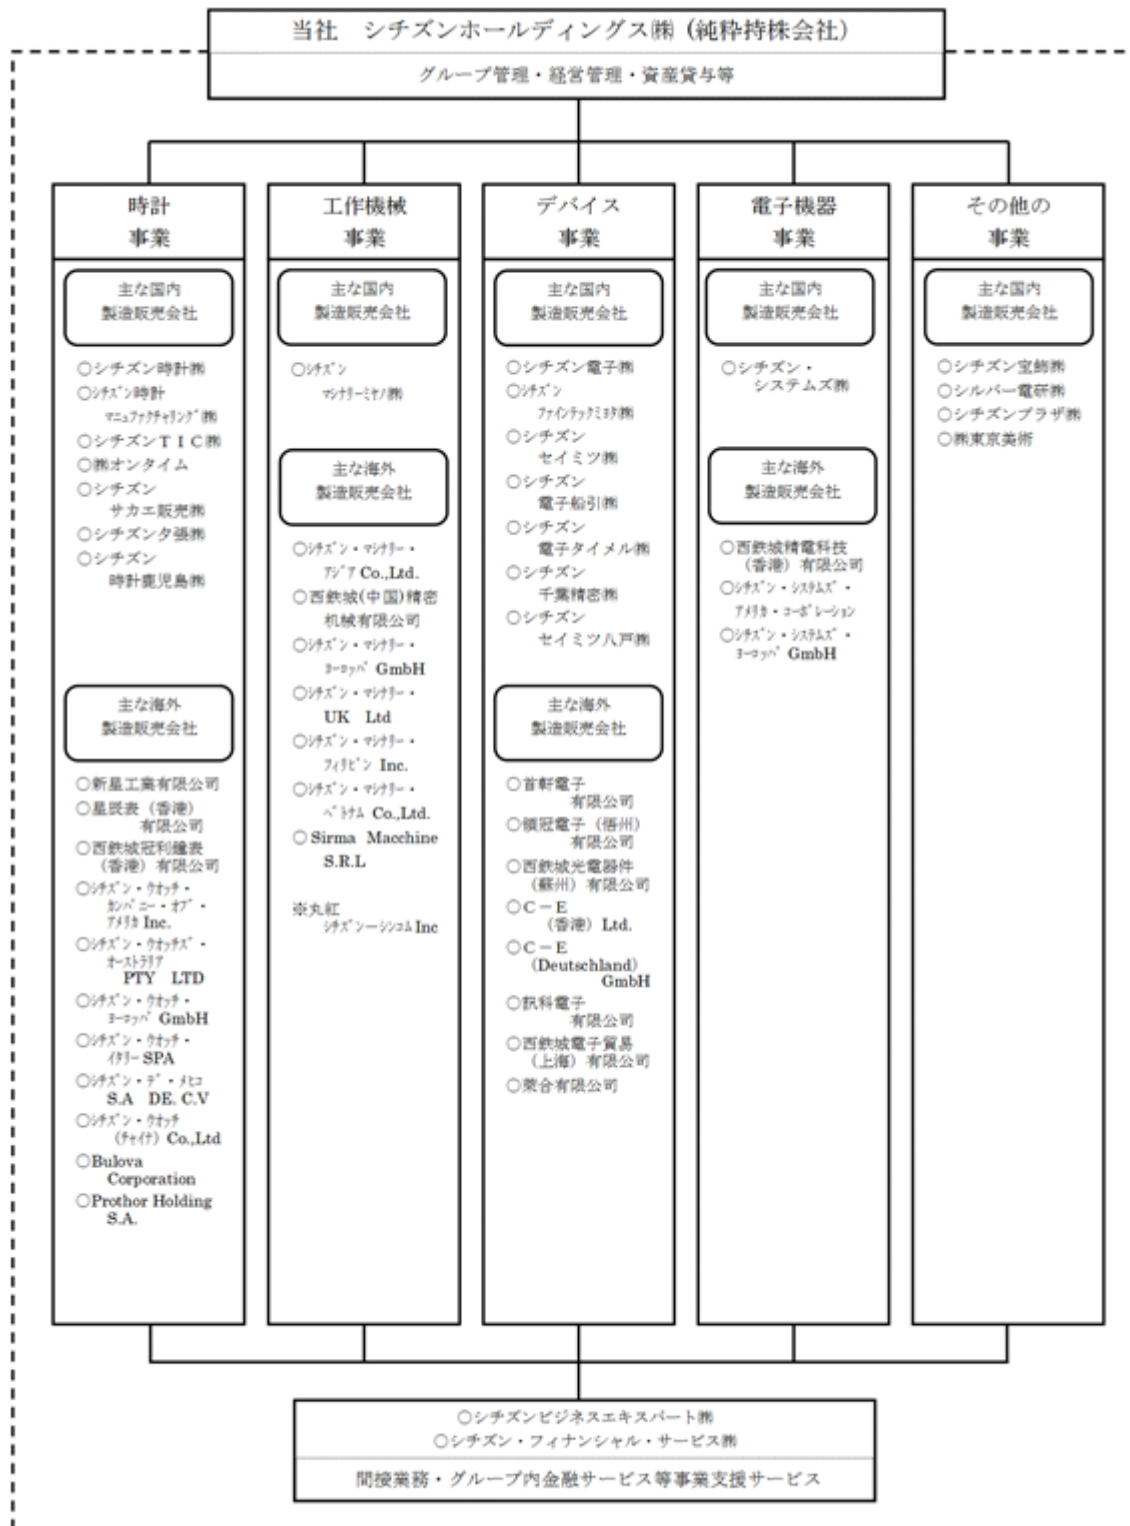 当社　シチズンホールディングス㈱（純粋持株会社）
グループ管理・経営管理・資産貸与等
時計
事業
主な国内
製造販売会社
○シチズン時計㈱
○ｼﾁｽﾞﾝ時計
ﾏﾆｭﾌｧｸﾁｬﾘﾝｸﾞ㈱
○シチズンＴＩＣ㈱
○㈱オンタイム
○シチズン
サカエ販売㈱
○シチズン夕張㈱
○シチズン
時計鹿児島㈱
主な海外
製造販売会社
○新星工業有限公司
○星辰表（香港）
有限公司
○西鉄城冠利鐘表
（香港）有限公司
○ｼﾁｽﾞﾝ・ｳｵｯﾁ・
ｶﾝﾊﾟﾆｰ・ｵﾌﾞ・
ｱﾒﾘｶ Inc.
○ｼﾁｽﾞﾝ・ｳｵｯﾁｽﾞ・
ｵｰｽﾄﾗﾘｱ
PTY　LTD
○ｼﾁｽﾞﾝ・ｳｵｯﾁ・
ﾖｰﾛｯﾊﾟ GmbH
○ｼﾁｽﾞﾝ・ｳｵｯﾁ・
ｲﾀﾘｰ SPA
○ｼﾁｽﾞﾝ・ﾃﾞ・ﾒﾋｺ
S.A　DE. C.V
○ｼﾁｽﾞﾝ・ｳｵｯﾁ
(ﾁｬｲﾅ) Co.,Ltd
○Bulova
Corporation
○Prothor Holding
S.A.
工作機械
事業
主な国内
製造販売会社
○ｼﾁｽﾞﾝ
ﾏｼﾅﾘｰﾐﾔﾉ㈱
主な海外
製造販売会社
○ｼﾁｽﾞﾝ・ﾏｼﾅﾘｰ・
ｱｼﾞｱ Co.,Ltd.
○西鉄城(中国)精密
机械有限公司
○ｼﾁｽﾞﾝ・ﾏｼﾅﾘｰ・
ﾖｰﾛｯﾊﾟ GmbH
○ｼﾁｽﾞﾝ・ﾏｼﾅﾘｰ・
UK　Ltd
○ｼﾁｽﾞﾝ・ﾏｼﾅﾘｰ・
ﾌｨﾘﾋﾟﾝ Inc.
○ｼﾁｽﾞﾝ・ﾏｼﾅﾘｰ・
ﾍﾞﾄﾅﾑ Co.,Ltd.
○Sirma　Macchine
S.R.L
※丸紅
ｼﾁｽﾞﾝ－ｼﾝｺﾑ Inc
デバイス
事業
主な国内
製造販売会社
○シチズン電子㈱
○ｼﾁｽﾞﾝ
ﾌｧｲﾝﾃｯｸﾐﾖﾀ㈱
○シチズン
セイミツ㈱
○シチズン
電子船引㈱
○シチズン
電子タイメル㈱
○シチズン
千葉精密㈱
○シチズン
セイミツ八戸㈱
主な海外
製造販売会社
○首軒電子
有限公司
○領冠電子（梧州）
有限公司
○西鉄城光電器件
（蘇州）有限公司
○Ｃ－Ｅ
（香港）Ltd.
○Ｃ－Ｅ
(Deutschland)
GmbH
○訊科電子
有限公司
○西鉄城電子貿易
（上海）有限公司
○榮合有限公司
電子機器
事業
主な国内
製造販売会社
○シチズン・
システムズ㈱
主な海外
製造販売会社
○西鉄城精電科技
（香港）有限公司
○ｼﾁｽﾞﾝ・ｼｽﾃﾑｽﾞ・
ｱﾒﾘｶ・ｺｰﾎﾟﾚｰｼｮﾝ
○ｼﾁｽﾞﾝ・ｼｽﾃﾑｽﾞ・
ﾖｰﾛｯﾊﾟ GmbH
その他の
事業
主な国内
製造販売会社
○シチズン宝飾㈱
○シルバー電研㈱
○シチズンプラザ㈱
○㈱東京美術
○シチズンビジネスエキスパート㈱
○シチズン・フィナンシャル・サービス㈱
間接業務・グループ内金融サービス等事業支援サービス